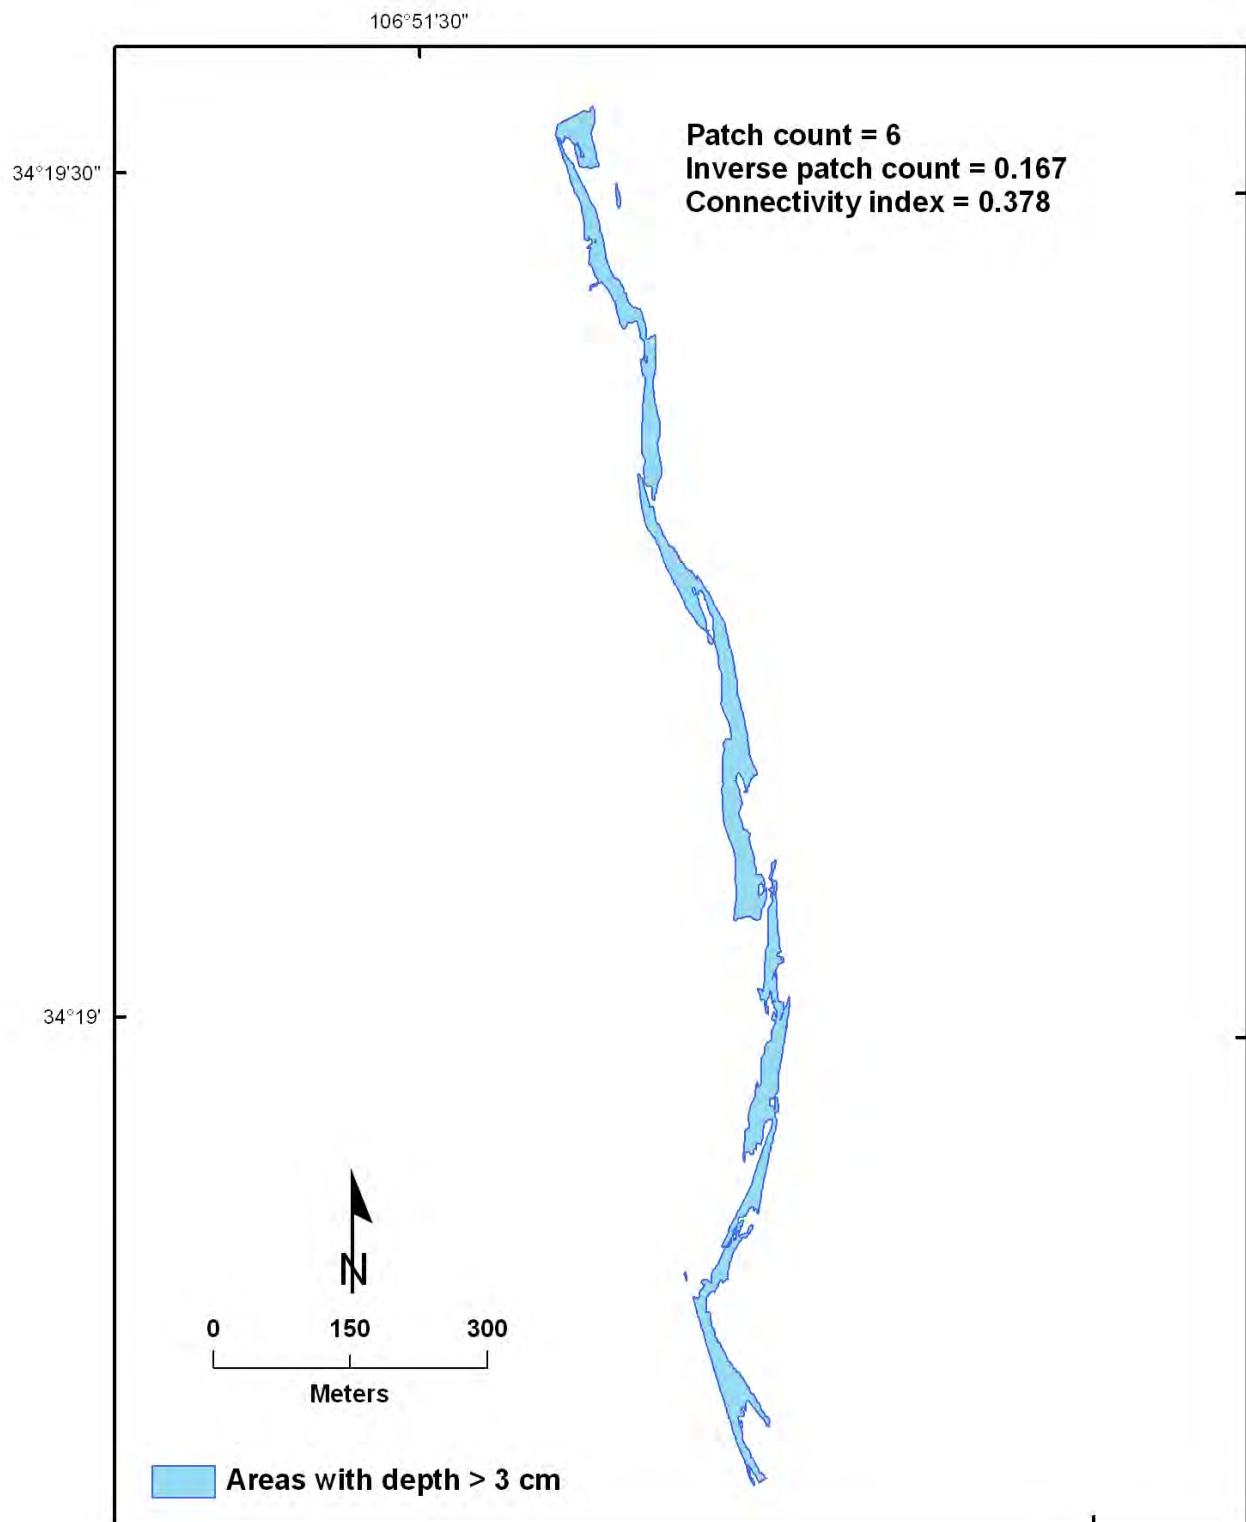 106°51'30"
34°19'30"
Patch count = 6
Inverse patch count = 0.167
Connectivity index = 0.378
34°19'
N
0 150 300
Meters
Areas with depth > 3 cm